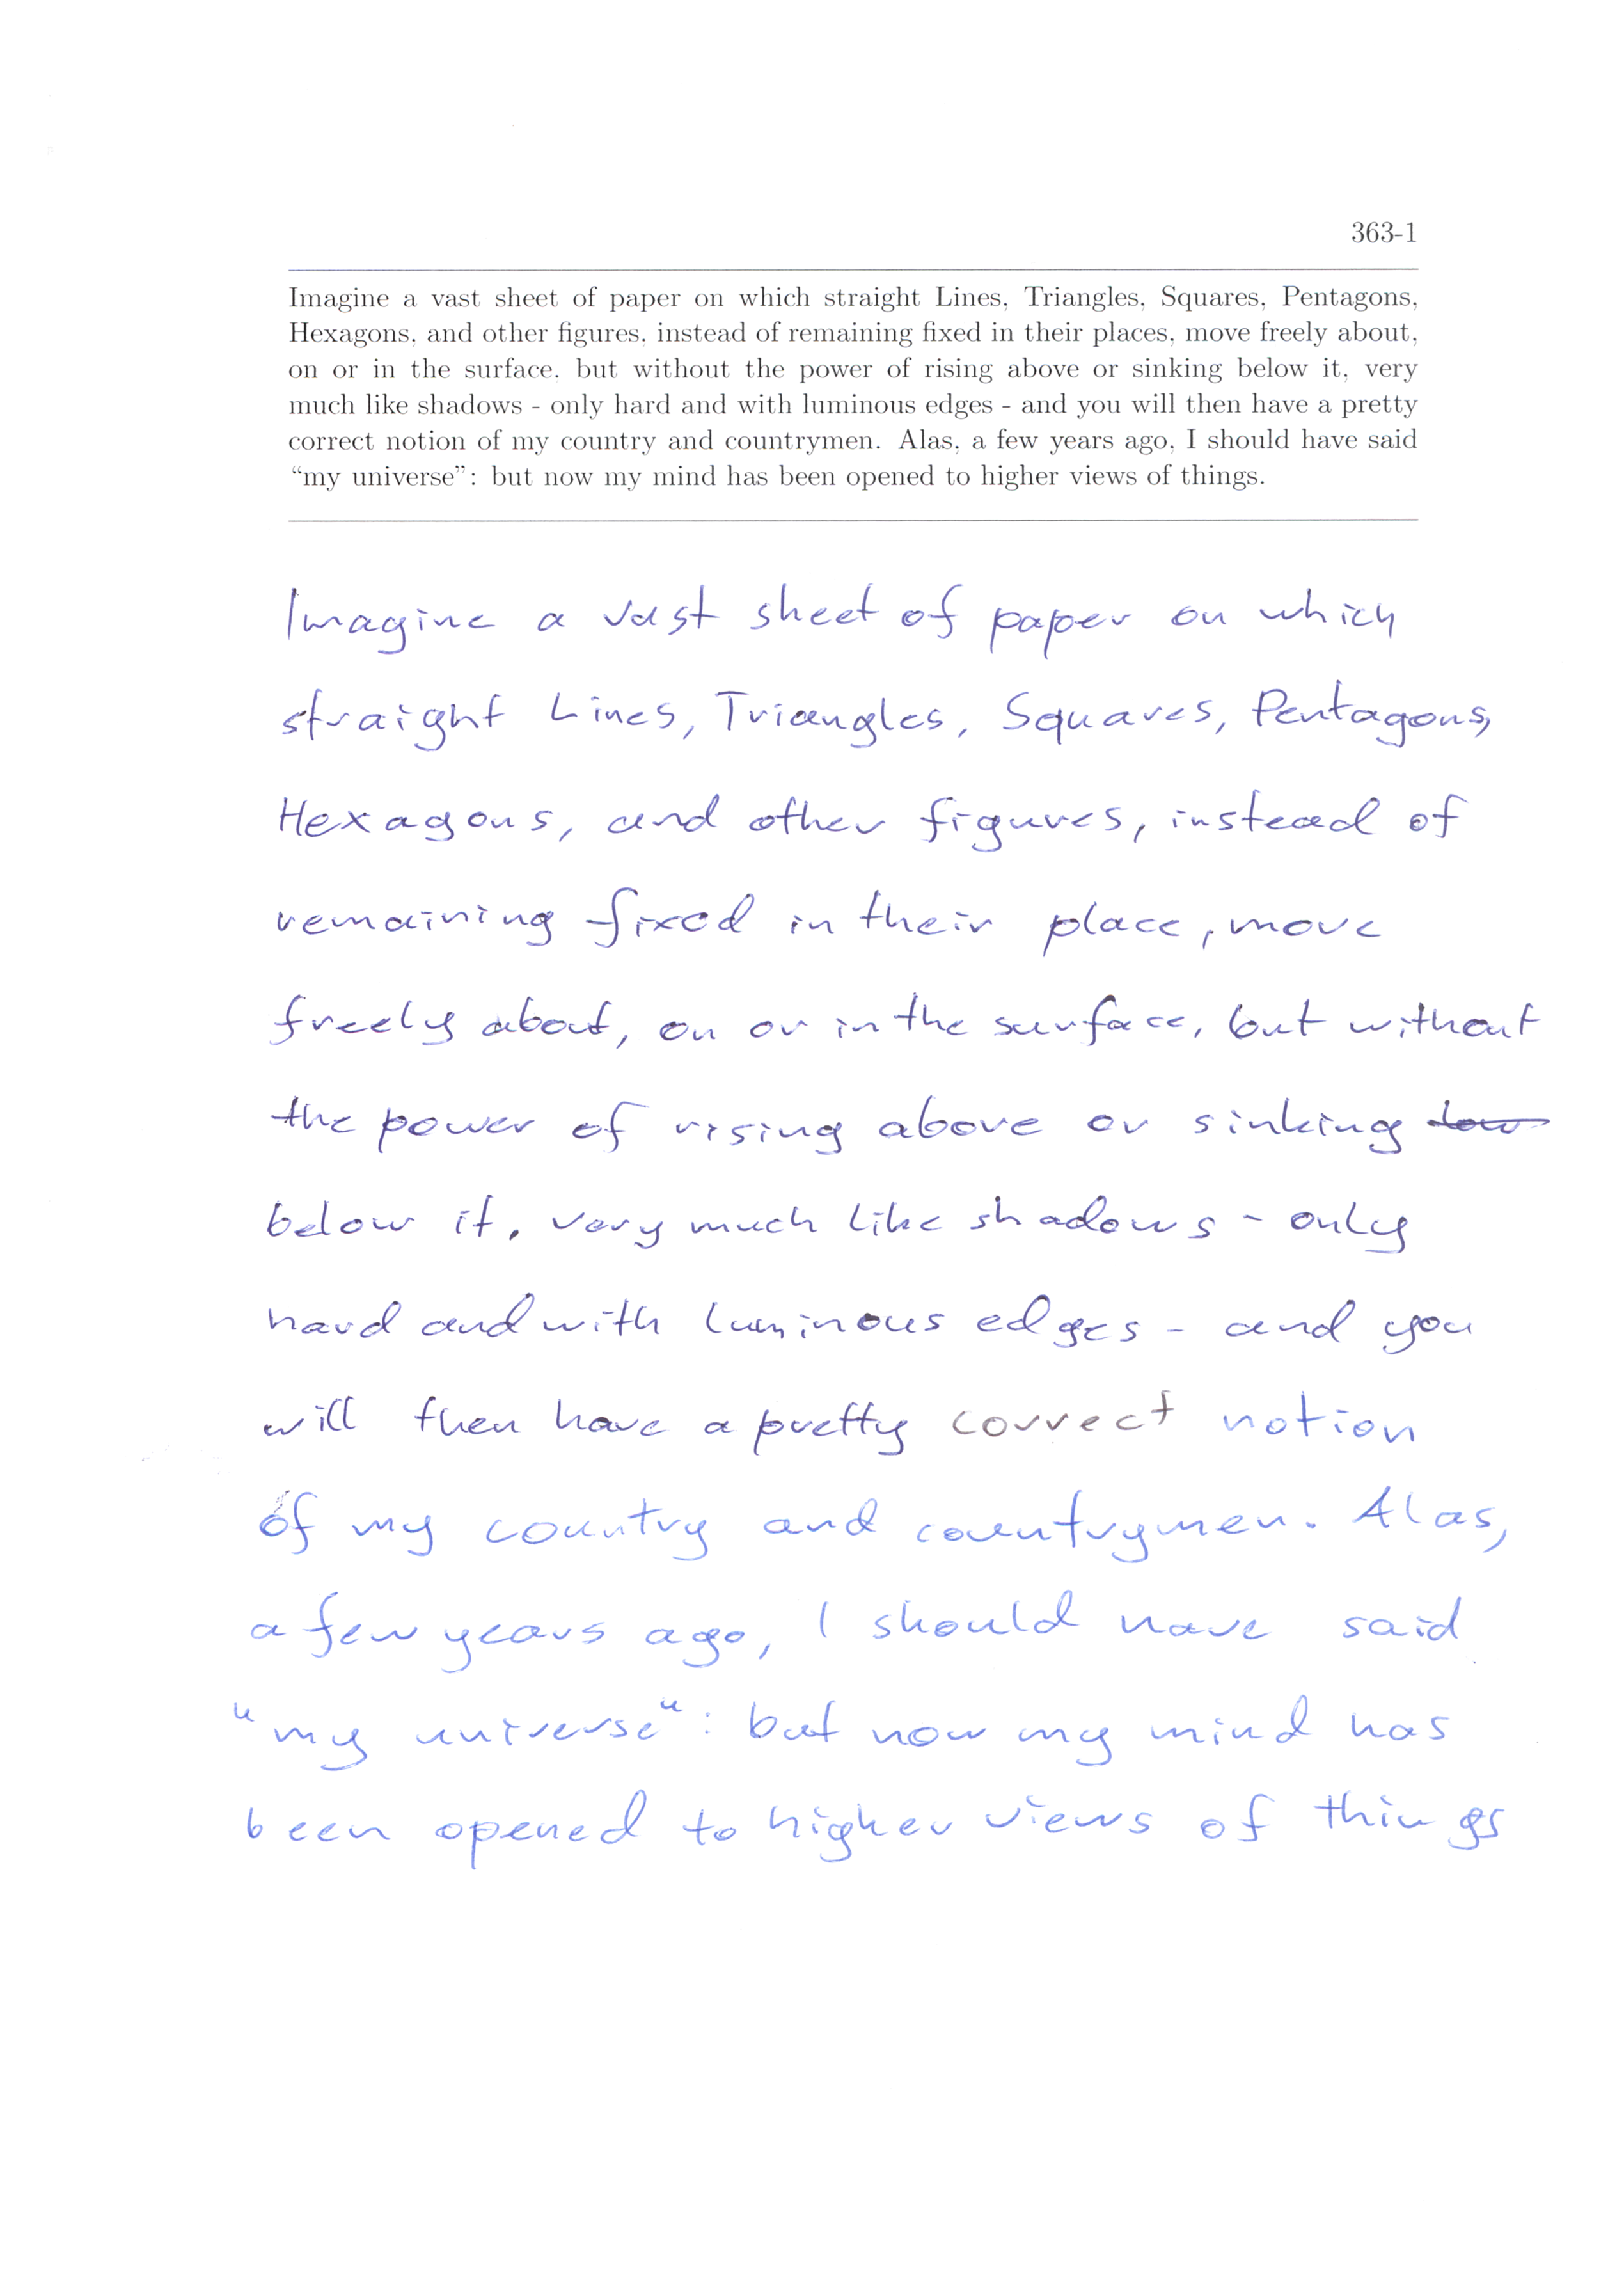 363-1
Imagine a vast sheet of paper on which straight Lines, Triangles, Squares, Pentagons,
Hexagons, and other figures, instead of remaining fixed in their places, move freely about,
on or in the surface, but without the power of rising above or sinking below it, very
much like shadows - only hard and with luminous edges - and you will then have a pretty
correct notion of my country and countrymen. Alas, a few years ago, I should have said
“my universe”: but now my mind has been opened to higher views of things.
Imagine a vast sheet of paper on which
straight Lines, Triangles, Squares, Pentagons,
Hexagons, and other figures, instead of
remaining fixed in their place, move
freely about, on or in the surface, but without
the power of rising above or sinking
below it, very much like shadows - only
hard and with luminous edges - and you
will then have a pretty correct notion
of my country and countrymen. Alas,
a few years ago, I should have said
"my universe": but now my mind has
been opened to higher views of things